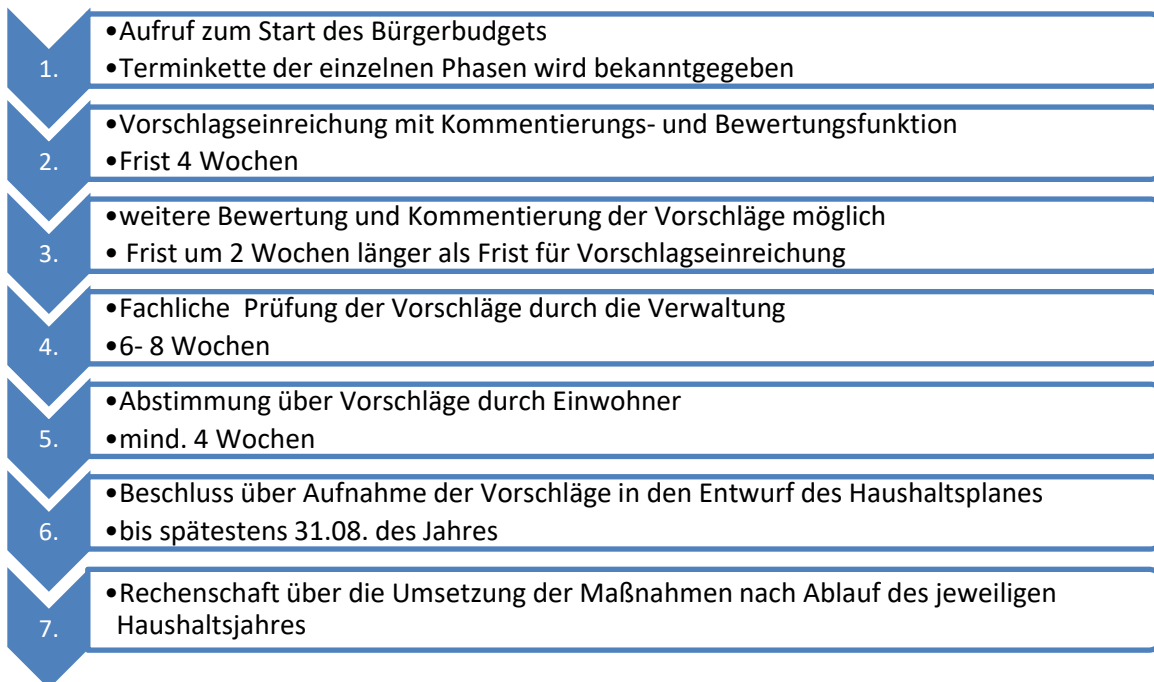 1.
•Aufruf zum Start des Bürgerbudgets
•Terminkette der einzelnen Phasen wird bekanntgegeben
2.
•Vorschlagseinreichung mit Kommentierungs- und Bewertungsfunktion
•Frist 4 Wochen
3.
•weitere Bewertung und Kommentierung der Vorschläge möglich
• Frist um 2 Wochen länger als Frist für Vorschlagseinreichung
4.
•Fachliche  Prüfung der Vorschläge durch die Verwaltung
•6- 8 Wochen
5.
•Abstimmung über Vorschläge durch Einwohner
•mind. 4 Wochen
6.
•Beschluss über Aufnahme der Vorschläge in den Entwurf des Haushaltsplanes
•bis spätestens 31.08. des Jahres
7.
•Rechenschaft über die Umsetzung der Maßnahmen nach Ablauf des jeweiligen
Haushaltsjahres